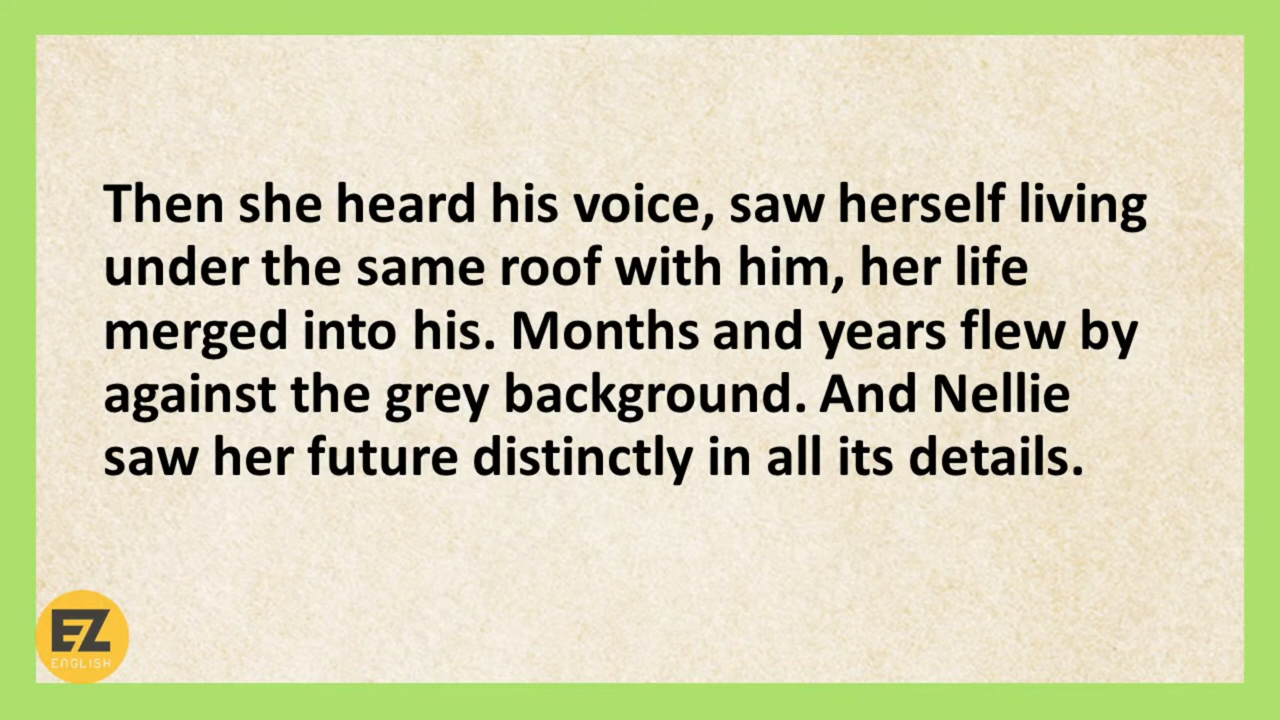 Then she heard his voice, saw herself living
under the same roof with him, her life
merged into his. Months and years flew by
against the grey background. And Nellie
saw her future distinctly in all its details.
EZ
ENGLISH